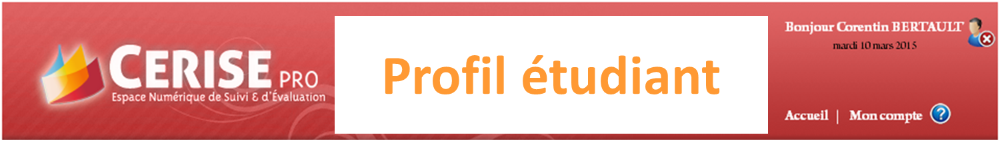 CERISE PRO
Espace Numérique de Suivi & d'Évaluation
Profil étudiant
Bonjour Corentin BERTAULT
mardi 10 mars 2015
Accueil | Mon compte ?